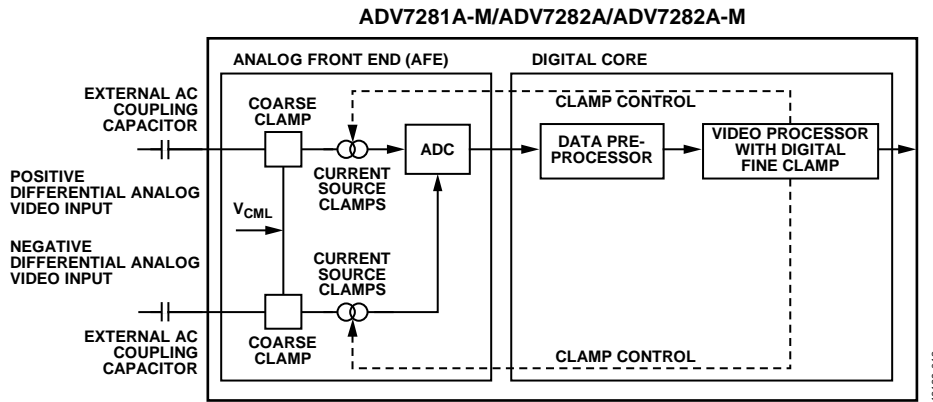 ADV7281A-M/ADV7282A/ADV7282A-M
ANALOG FRONT END (AFE)
DIGITAL CORE
EXTERNAL AC
COUPLING
CAPACITOR
COARSE
CLAMP
CLAMP CONTROL
ADC
DATA PRE-
PROCESSOR
VIDEO PROCESSOR
WITH DIGITAL
FINE CLAMP
CURRENT
SOURCE
CLAMPS
POSITIVE
DIFFERENTIAL ANALOG
VIDEO INPUT
VCML
NEGATIVE
DIFFERENTIAL ANALOG
VIDEO INPUT
CURRENT
SOURCE
CLAMPS
EXTERNAL AC
COUPLING
CAPACITOR
COARSE
CLAMP
CLAMP CONTROL